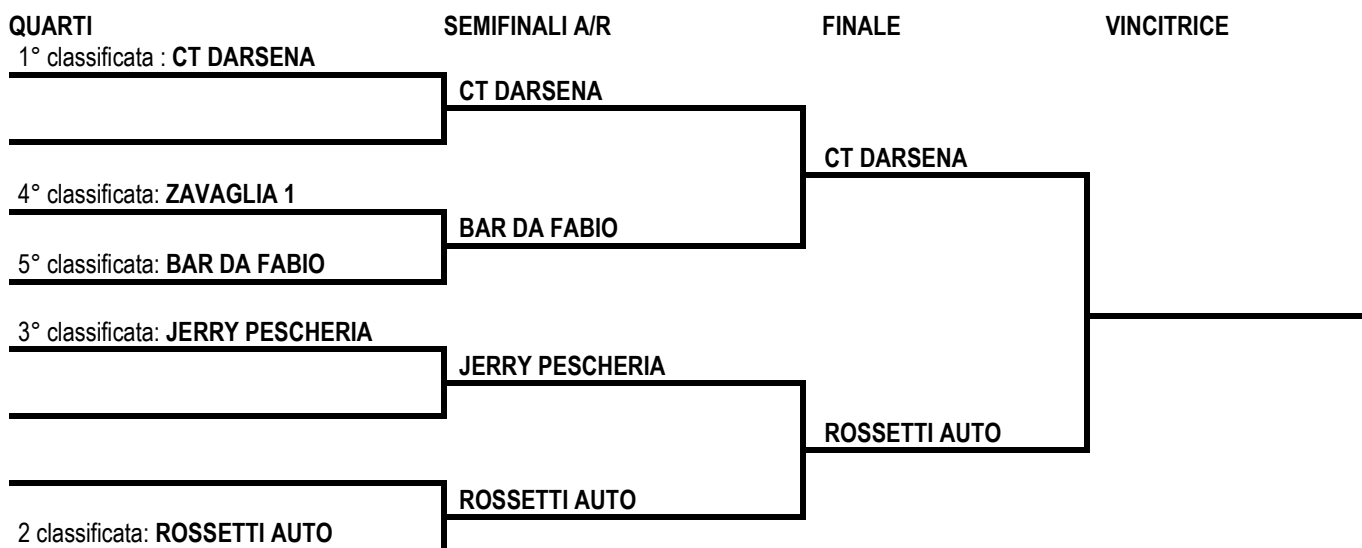 QUARTI SEMIFINALI A/R FINALE VINCITRICE
1° classificata : CT DARSENA
CT DARSENA
CT DARSENA
4° classificata: ZAVAGLIA 1
BAR DA FABIO
5° classificata: BAR DA FABIO
3° classificata: JERRY PESCHERIA
JERRY PESCHERIA
ROSSETTI AUTO
ROSSETTI AUTO
2 classificata: ROSSETTI AUTO